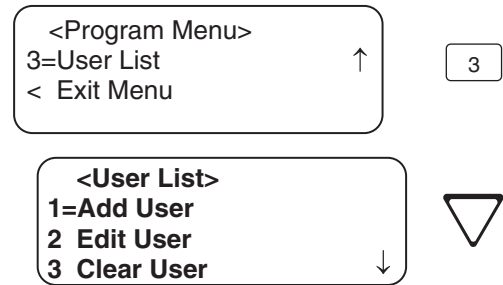 <Program Menu>
3=User List ↑
< Exit Menu
3
<User List>
1=Add User
2 Edit User
3 Clear User ↓